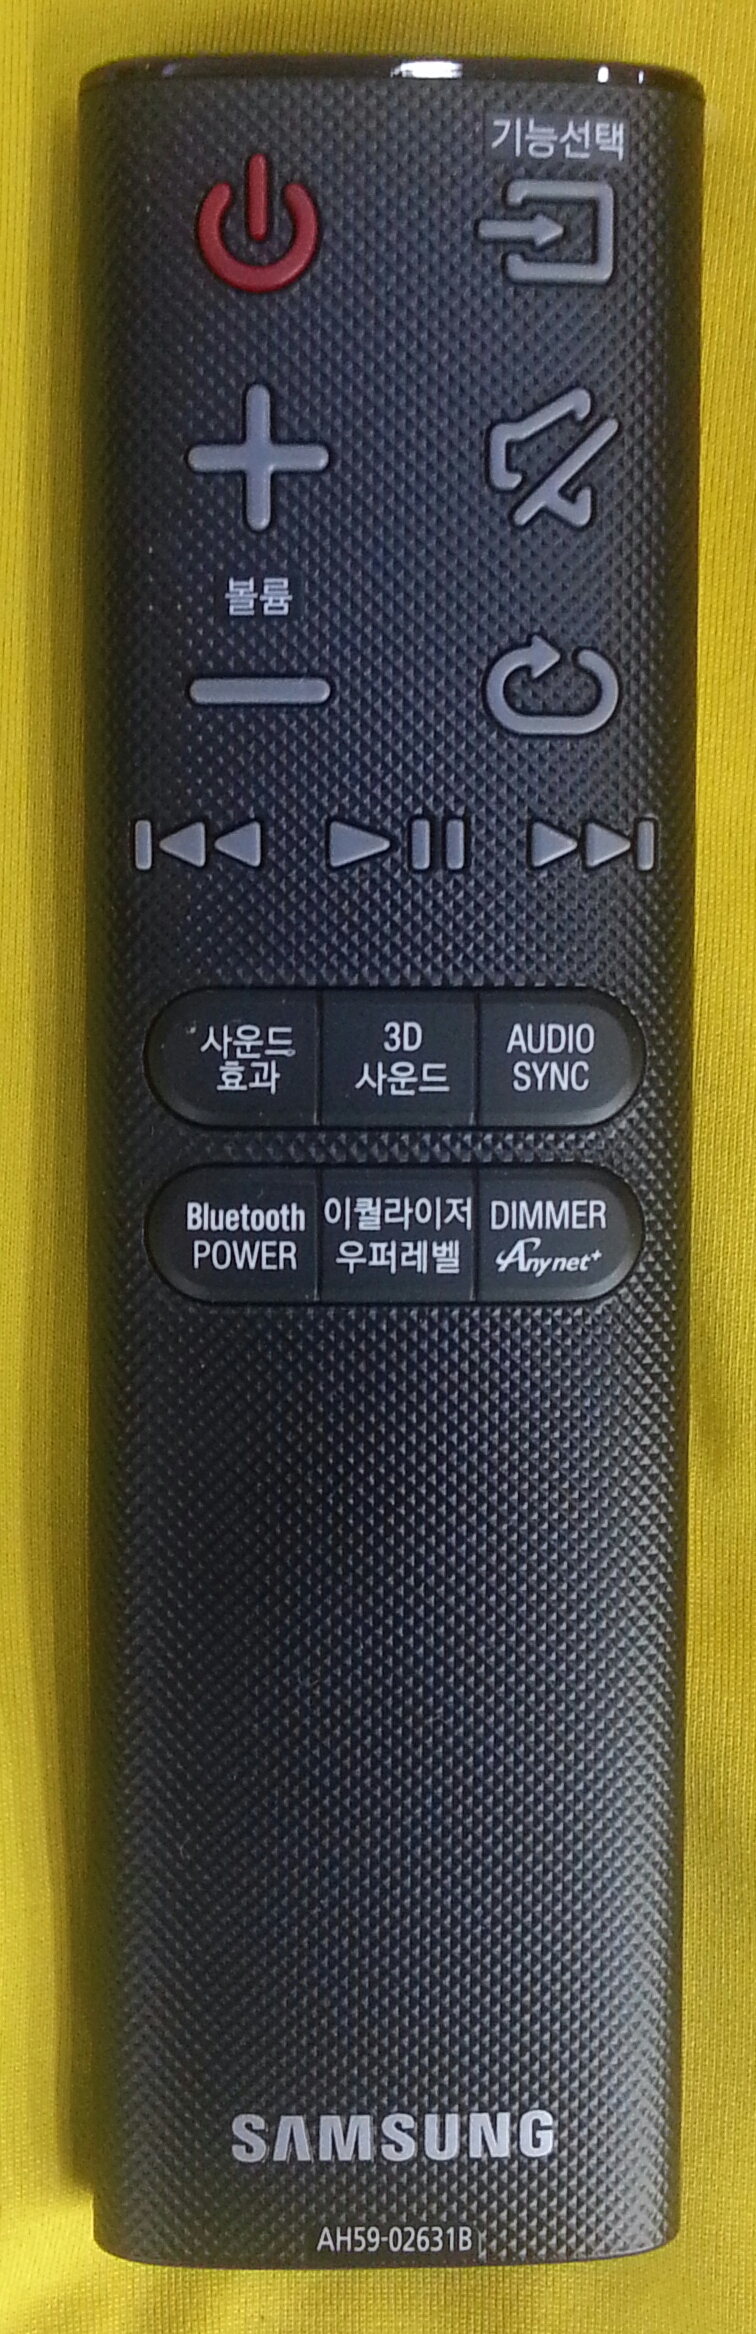 기능선택
볼륨
사운드
효과
3D
사운드
AUDIO
SYNC
Bluetooth
POWER
이퀄라이저
우퍼레벨
DIMMER
Anynet+
SAMSUNG
AH59-02631B